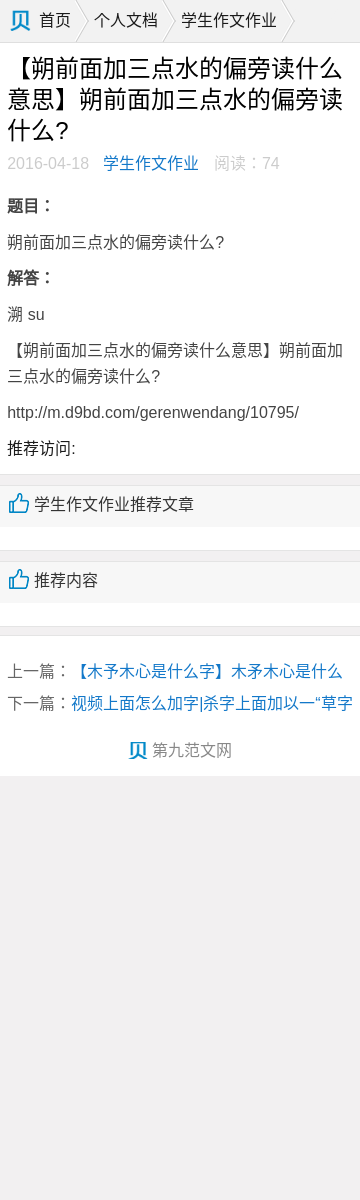 贝 首页 个人文档 学生作文作业
【朔前面加三点水的偏旁读什么
意思】朔前面加三点水的偏旁读
什么?
2016-04-18 学生作文作业 阅读：74
题目：
朔前面加三点水的偏旁读什么?
解答：
溯 su
【朔前面加三点水的偏旁读什么意思】朔前面加
三点水的偏旁读什么?
http://m.d9bd.com/gerenwendang/10795/
推荐访问:
学生作文作业推荐文章
推荐内容
上一篇：【木予木心是什么字】木矛木心是什么
下一篇：视频上面怎么加字|杀字上面加以一“草字
贝 第九范文网